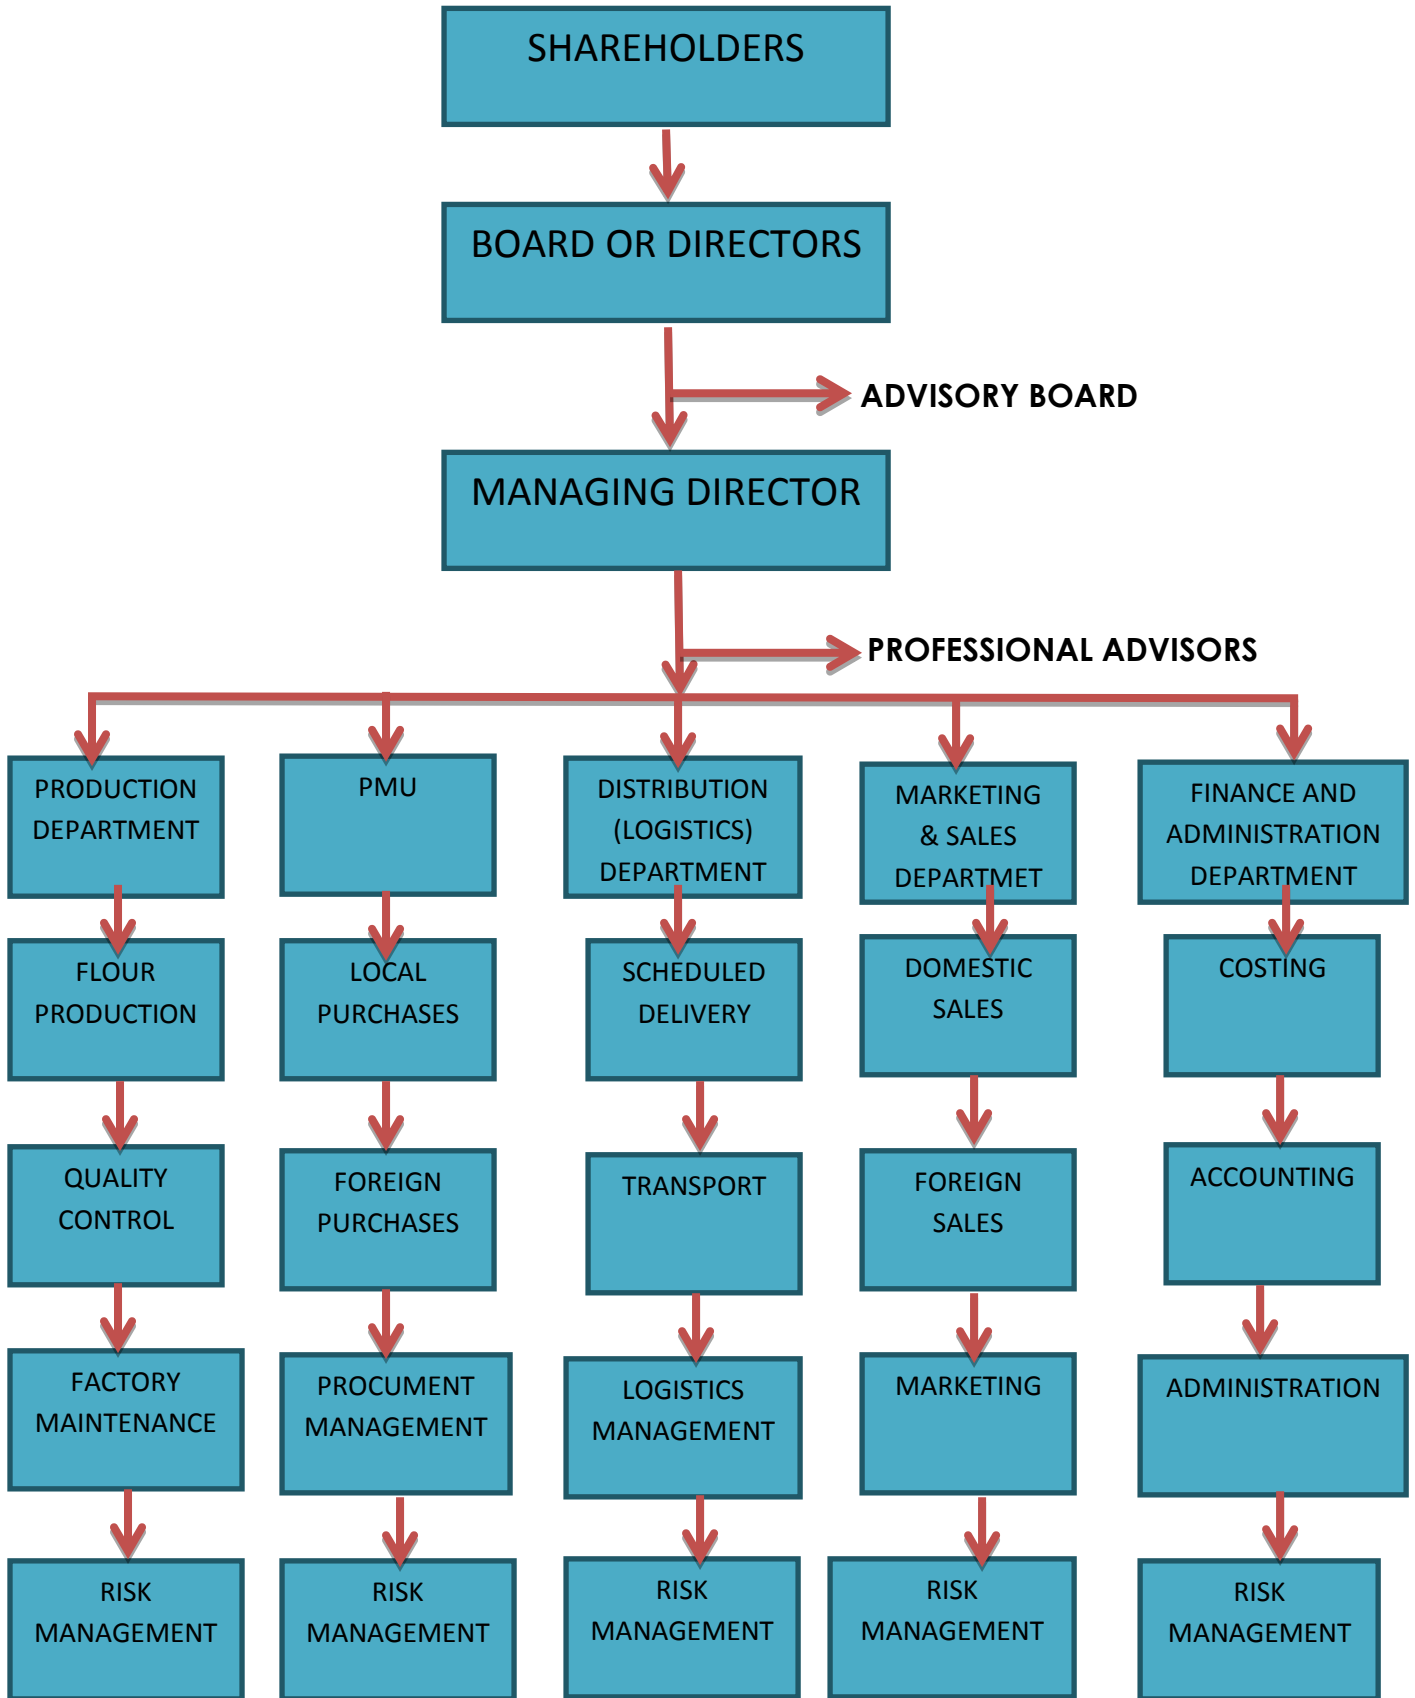 SHAREHOLDERS
BOARD OR DIRECTORS
ADVISORY BOARD
MANAGING DIRECTOR
PROFESSIONAL ADVISORS
PRODUCTION
DEPARTMENT
PMU
DISTRIBUTION
(LOGISTICS)
DEPARTMENT
MARKETING
& SALES
DEPARTMET
FINANCE AND
ADMINISTRATION
DEPARTMENT
FLOUR
PRODUCTION
LOCAL
PURCHASES
SCHEDULED
DELIVERY
DOMESTIC
SALES
COSTING
QUALITY
CONTROL
FOREIGN
PURCHASES
TRANSPORT
FOREIGN
SALES
ACCOUNTING
FACTORY
MAINTENANCE
PROCUMENT
MANAGEMENT
LOGISTICS
MANAGEMENT
MARKETING
ADMINISTRATION
RISK
MANAGEMENT
RISK
MANAGEMENT
RISK
MANAGEMENT
RISK
MANAGEMENT
RISK
MANAGEMENT